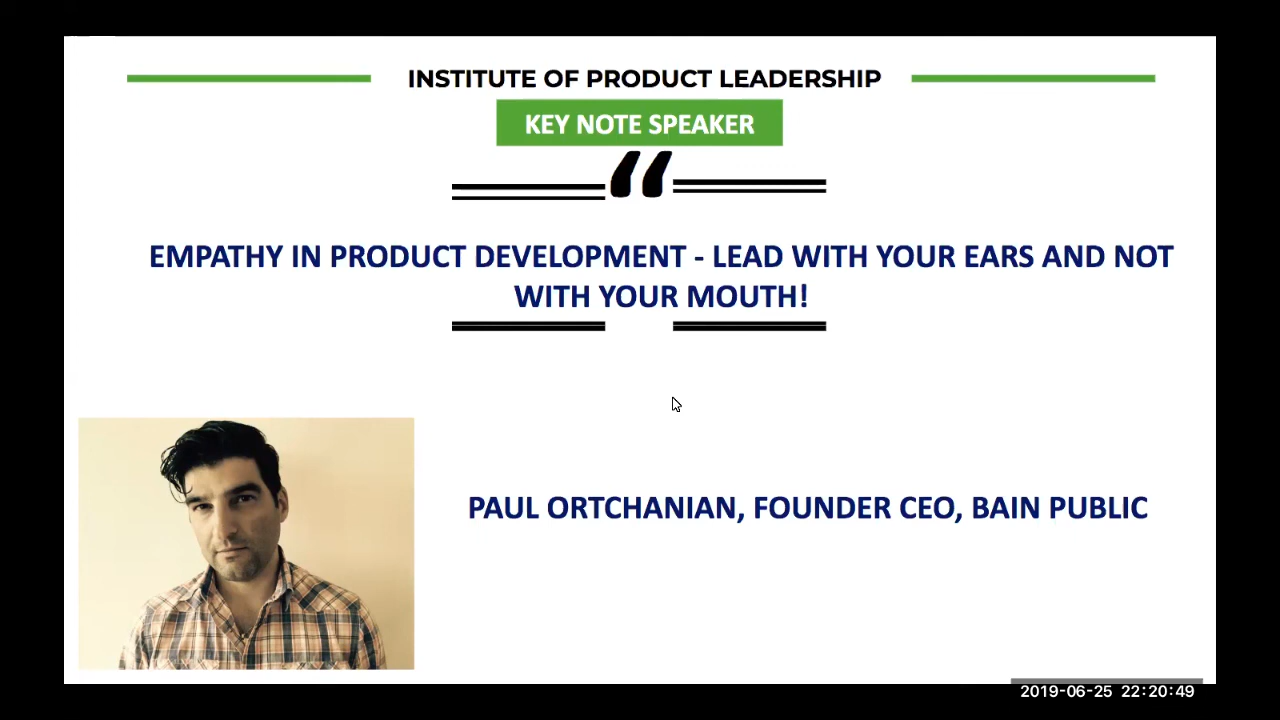 INSTITUTE OF PRODUCT LEADERSHIP
KEY NOTE SPEAKER
“
EMPATHY IN PRODUCT DEVELOPMENT - LEAD WITH YOUR EARS AND NOT
WITH YOUR MOUTH!
PAUL ORTCHANIAN, FOUNDER CEO, BAIN PUBLIC
2019-06-25 22:20:49